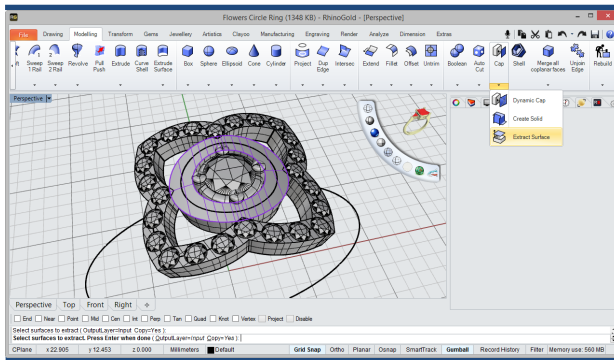 Flowers Circle Ring (1348 KB) - RhinoGold - [Perspective]
File Drawing Modelling Transform Gems Jewellery Artistics Clayoo Manufacturing Engraving Render Analyze Dimension Extras
Sweep 1 Rail Sweep 2 Rail Revolve Pull Push Extrude Curve Shell Extrude Surface Box Sphere Ellipsoid Cone Cylinder Project Dup Edge Intersec Extend Fillet Offset Untrim Boolean Auto Cut Cap Shell Merge all coplanar faces Unjoin Edge Rebuild
Perspective
Dynamic Cap
Create Solid
Extract Surface
Perspective Top Front Right
End Near Point Mid Cen Int Perp Tan Quad Knot Vertex Project Disable
Select surfaces to extract ( OutputLayer=Input Copy=Yes ):
Select surfaces to extract. Press Enter when done ( OutputLayer=Input Copy=Yes ):
CPlane x 22.905 y 12.453 z 0.000 Millimeters Default Grid Snap Ortho Planar Osnap SmartTrack Gumball Record History Filter Memory use: 560 MB